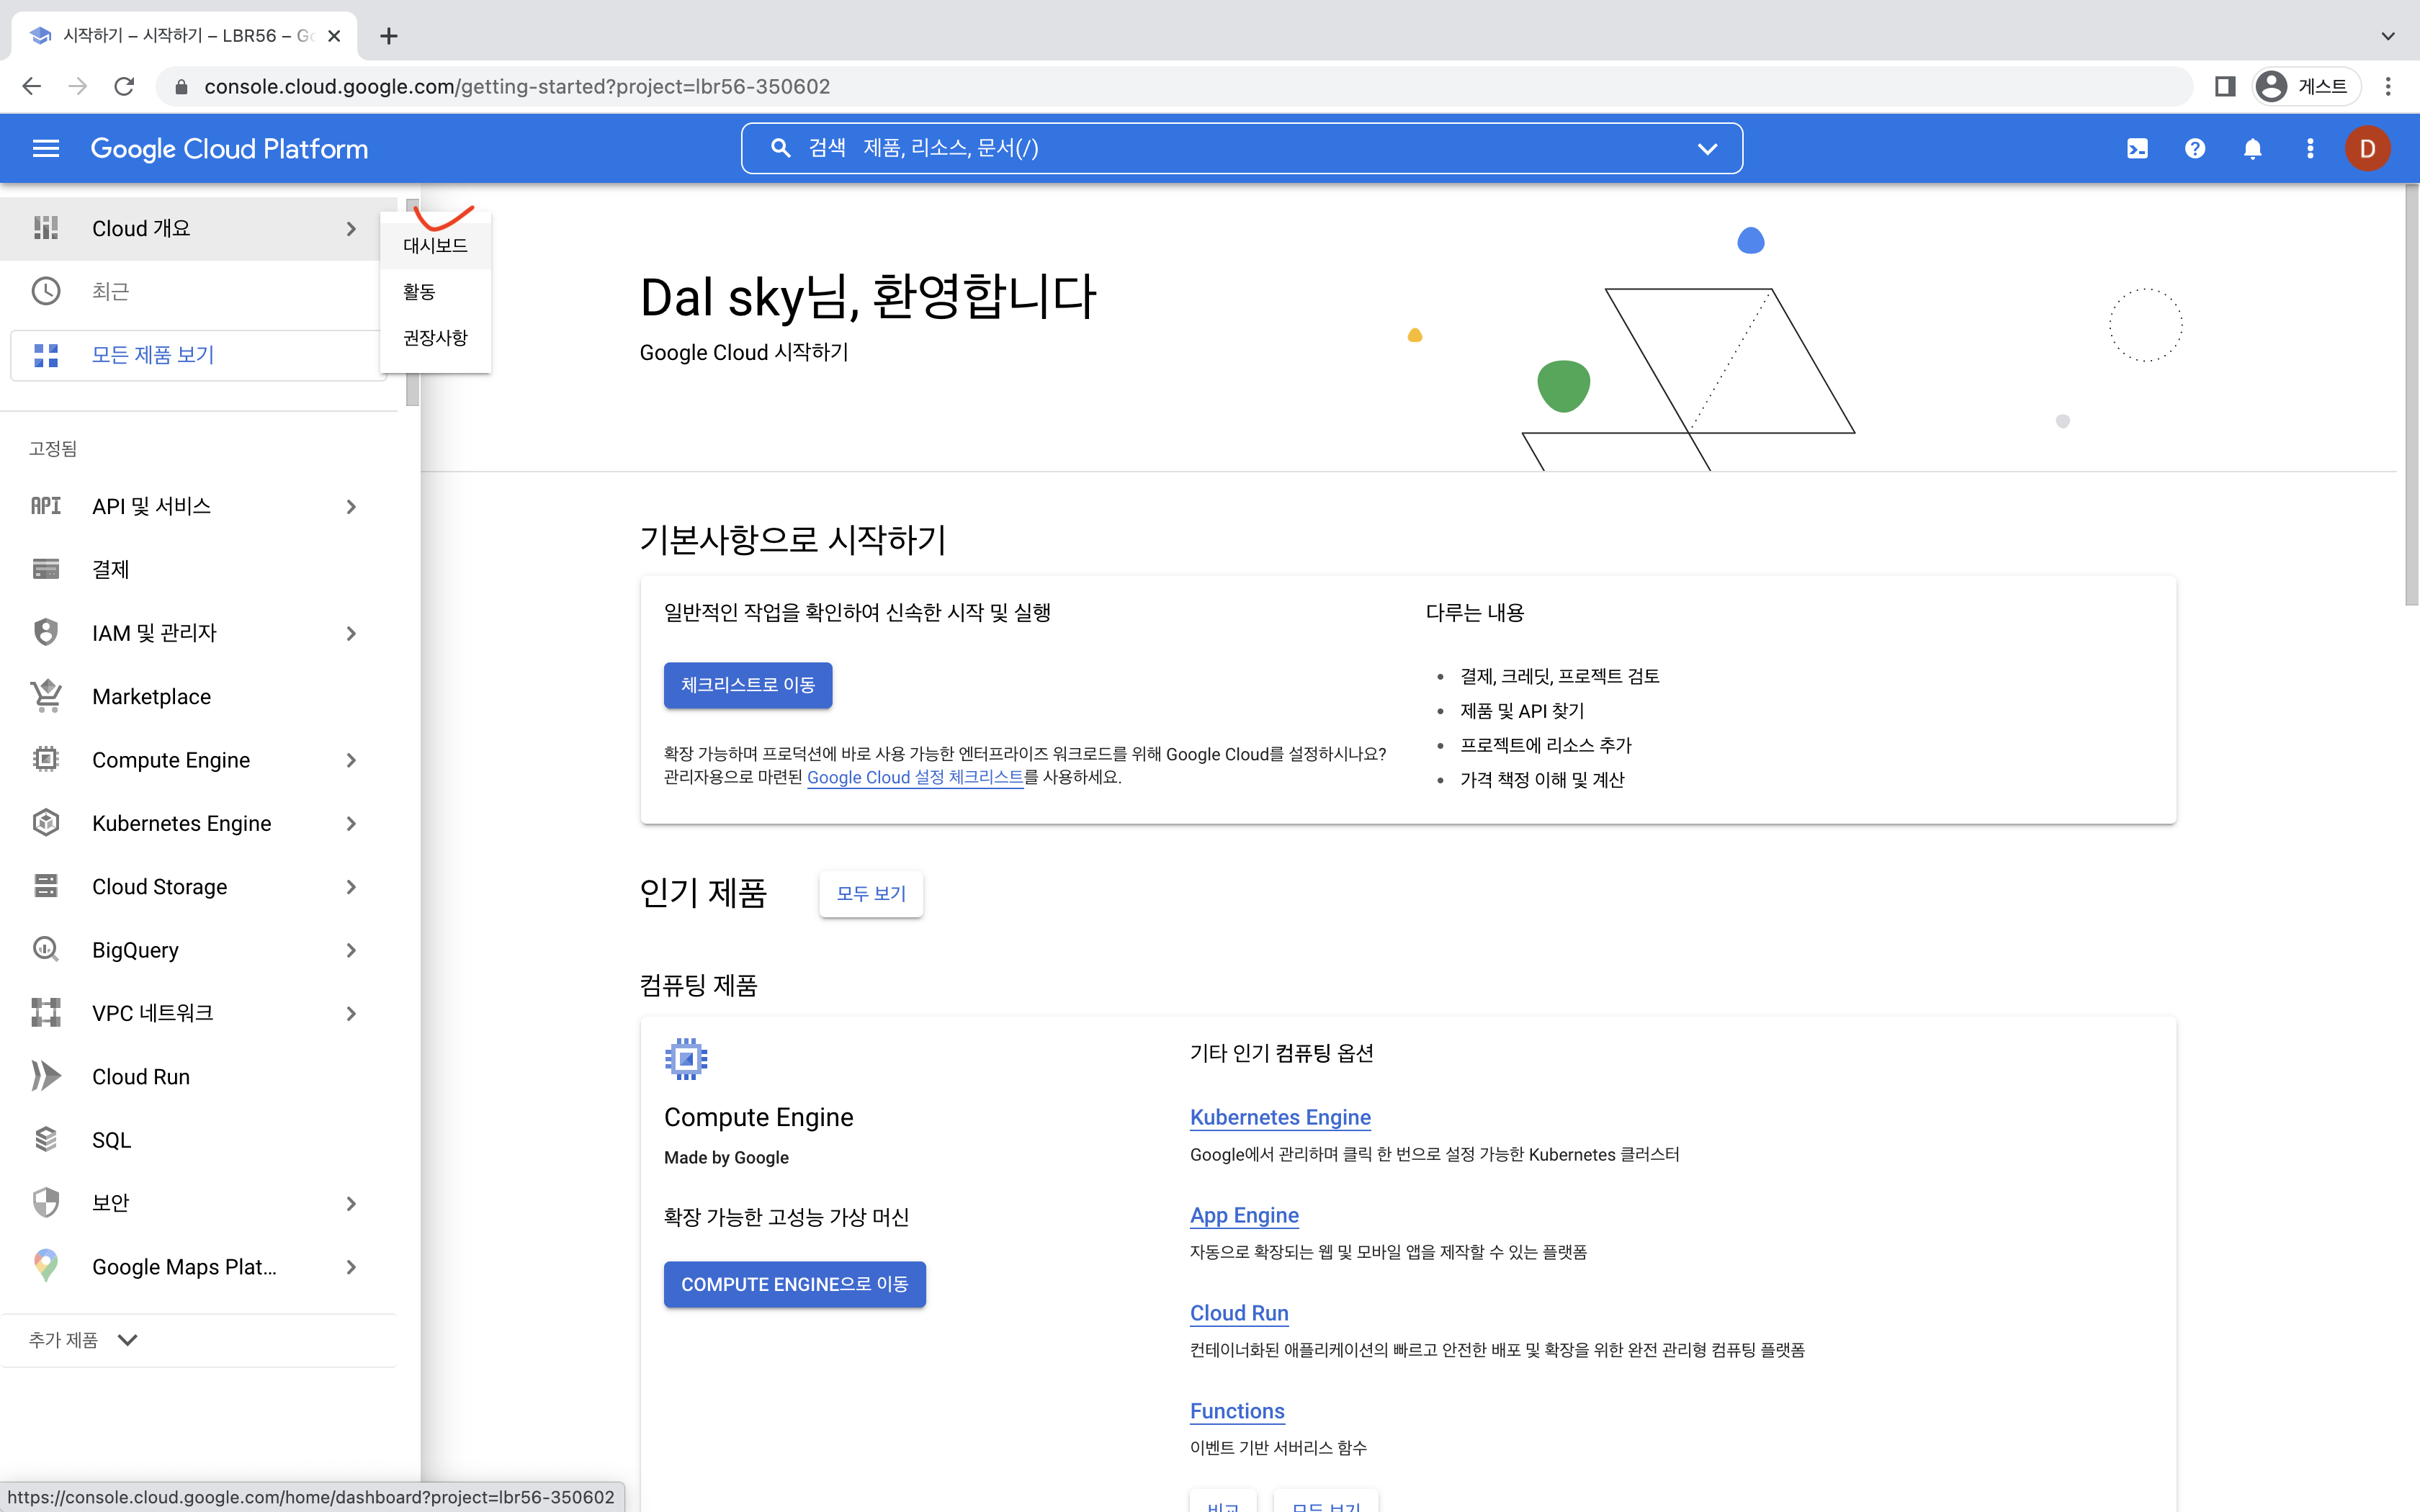 시작하기 – 시작하기 – LBR56 – Go
console.cloud.google.com/getting-started?project=lbr56-350602
게스트
Google Cloud Platform
검색 제품, 리소스, 문서(/)
D
Cloud 개요
최근
모든 제품 보기
대시보드
활동
권장사항
고정됨
API 및 서비스
결제
IAM 및 관리자
Marketplace
Compute Engine
Kubernetes Engine
Cloud Storage
BigQuery
VPC 네트워크
Cloud Run
SQL
보안
Google Maps Plat...
추가 제품
https://console.cloud.google.com/home/dashboard?project=lbr56-350602
Dal sky님, 환영합니다
Google Cloud 시작하기
기본사항으로 시작하기
일반적인 작업을 확인하여 신속한 시작 및 실행
체크리스트로 이동
확장 가능하며 프로덕션에 바로 사용 가능한 엔터프라이즈 워크로드를 위해 Google Cloud를 설정하시나요?
관리자용으로 마련된 Google Cloud 설정 체크리스트를 사용하세요.
다루는 내용
결제, 크레딧, 프로젝트 검토
제품 및 API 찾기
프로젝트에 리소스 추가
가격 책정 이해 및 계산
인기 제품
모두 보기
컴퓨팅 제품
Compute Engine
Made by Google
확장 가능한 고성능 가상 머신
COMPUTE ENGINE으로 이동
기타 인기 컴퓨팅 옵션
Kubernetes Engine
Google에서 관리하며 클릭 한 번으로 설정 가능한 Kubernetes 클러스터
App Engine
자동으로 확장되는 웹 및 모바일 앱을 제작할 수 있는 플랫폼
Cloud Run
컨테이너화된 애플리케이션의 빠르고 안전한 배포 및 확장을 위한 완전 관리형 컴퓨팅 플랫폼
Functions
이벤트 기반 서버리스 함수
비교
모두 보기